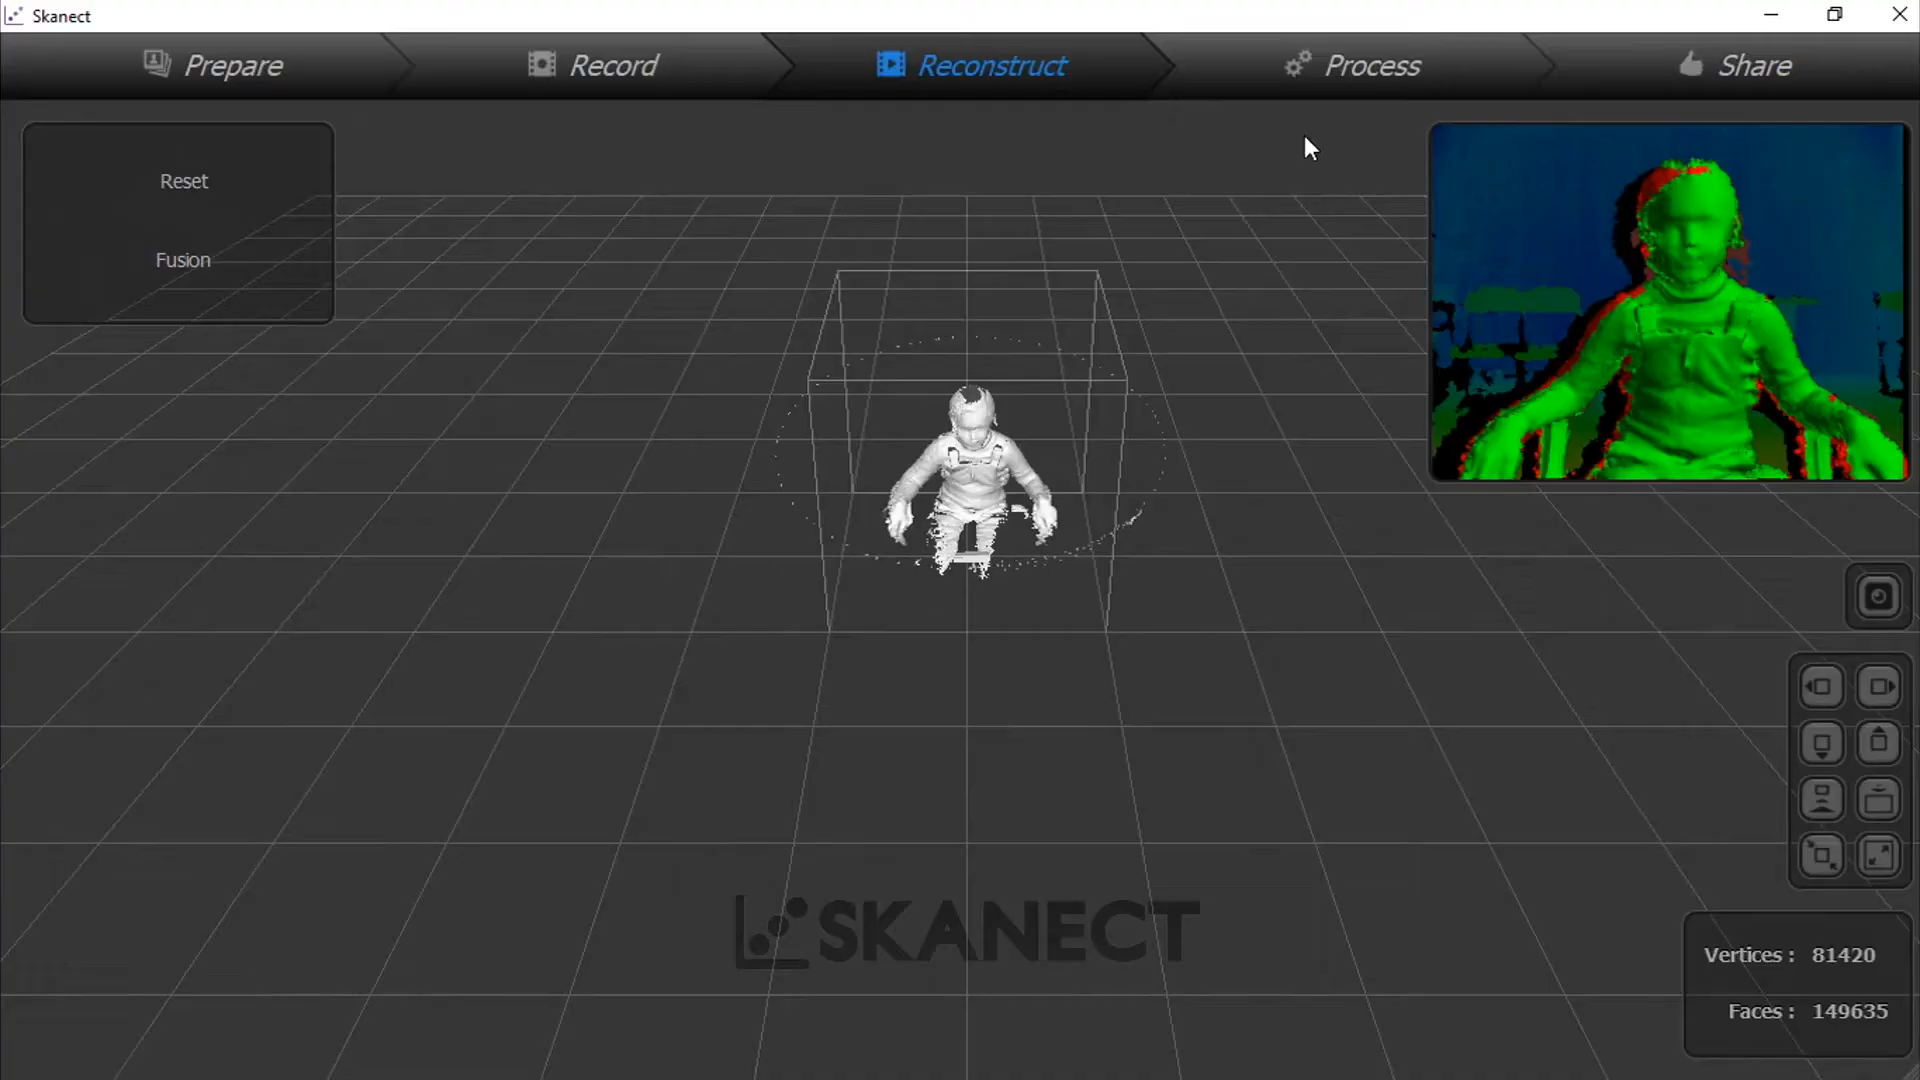 Skanect
Prepare
Record
Reconstruct
Process
Share
Reset
Fusion
SKANECT
Vertices : 81420
Faces : 149635